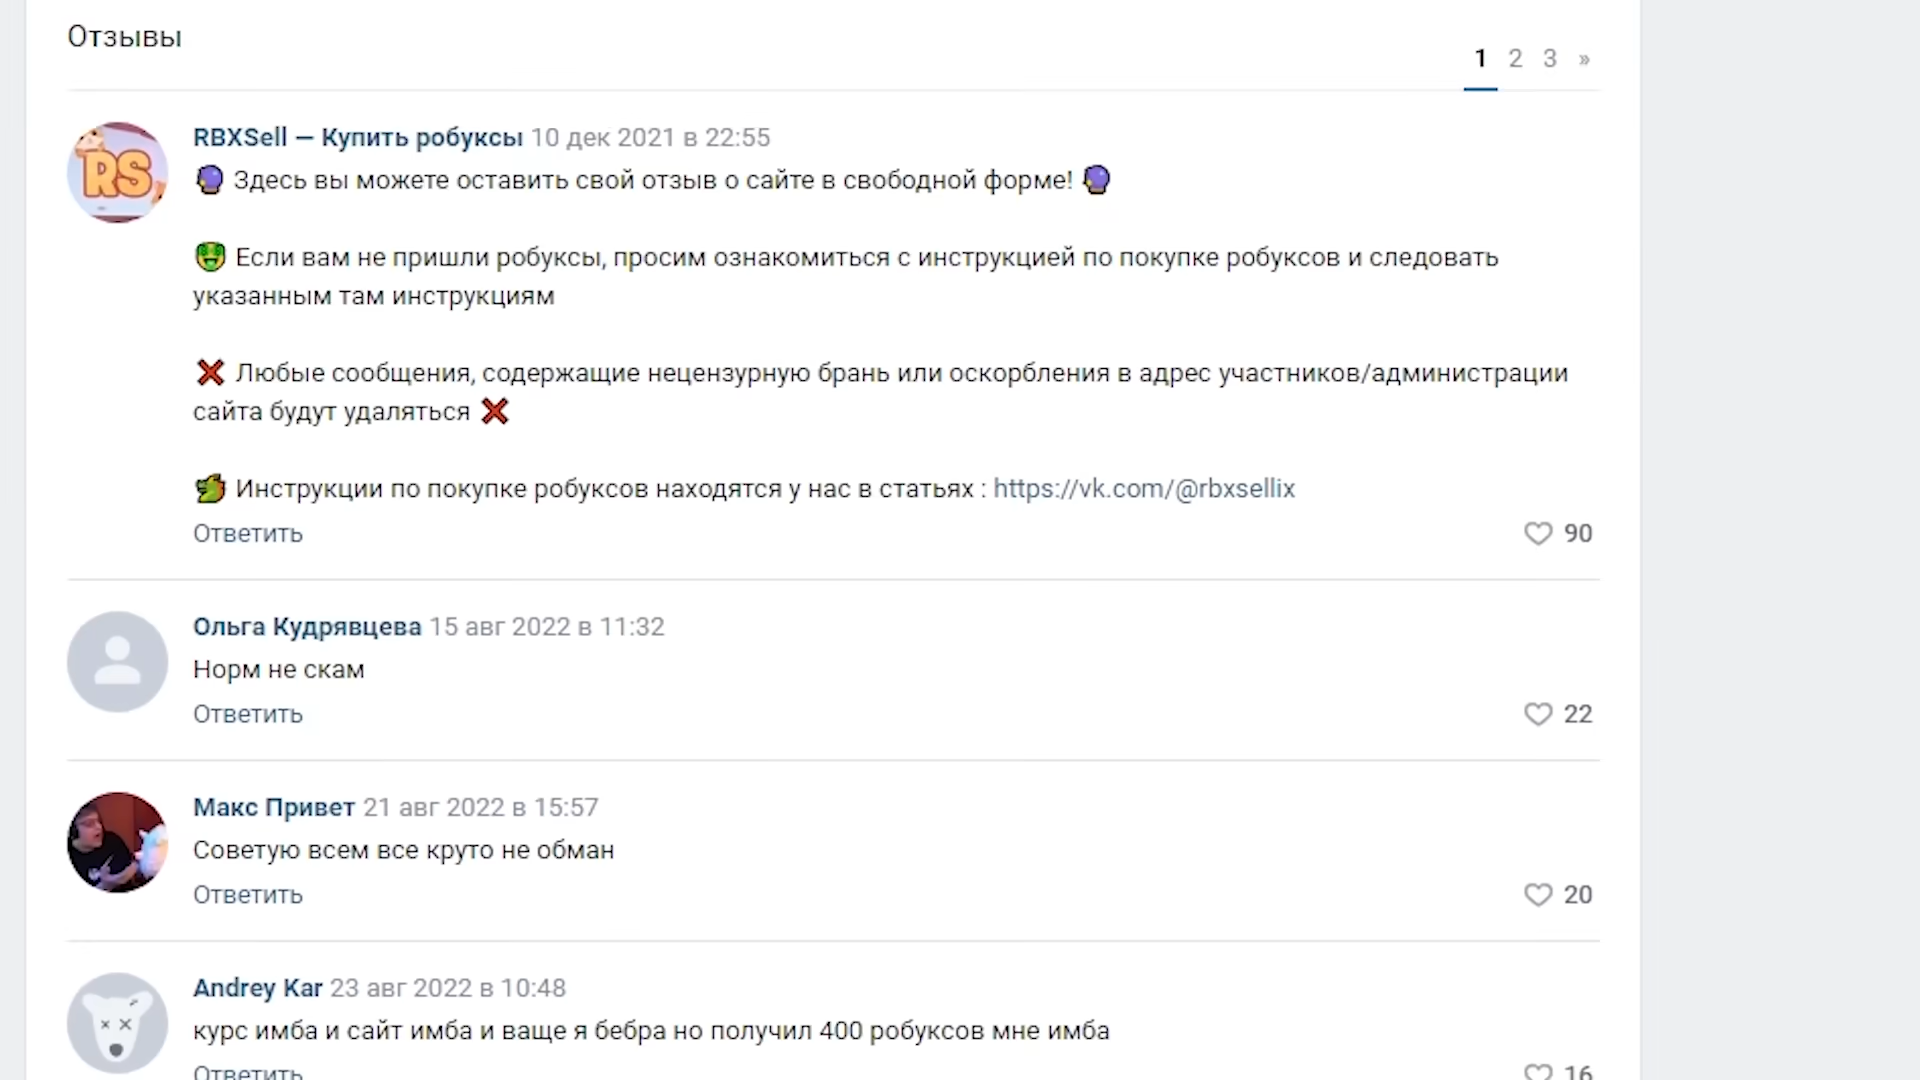 Отзывы
1 2 3 »
RBXSell — Купить робуксы 10 дек 2021 в 22:55
RS
Здесь вы можете оставить свой отзыв о сайте в свободной форме!
Если вам не пришли робуксы, просим ознакомиться с инструкцией по покупке робуксов и следовать
указанным там инструкциям
Любые сообщения, содержащие нецензурную брань или оскорбления в адрес участников/администрации
сайта будут удаляться
Инструкции по покупке робуксов находятся у нас в статьях : https://vk.com/@rbxsellix
Ответить 90
Ольга Кудрявцева 15 авг 2022 в 11:32
Норм не скам
Ответить 22
Макс Привет 21 авг 2022 в 15:57
Советую всем все круто не обман
Ответить 20
Andrey Kar 23 авг 2022 в 10:48
курс имба и сайт имба и ваще я бебра но получил 400 робуксов мне имба
Ответить 16